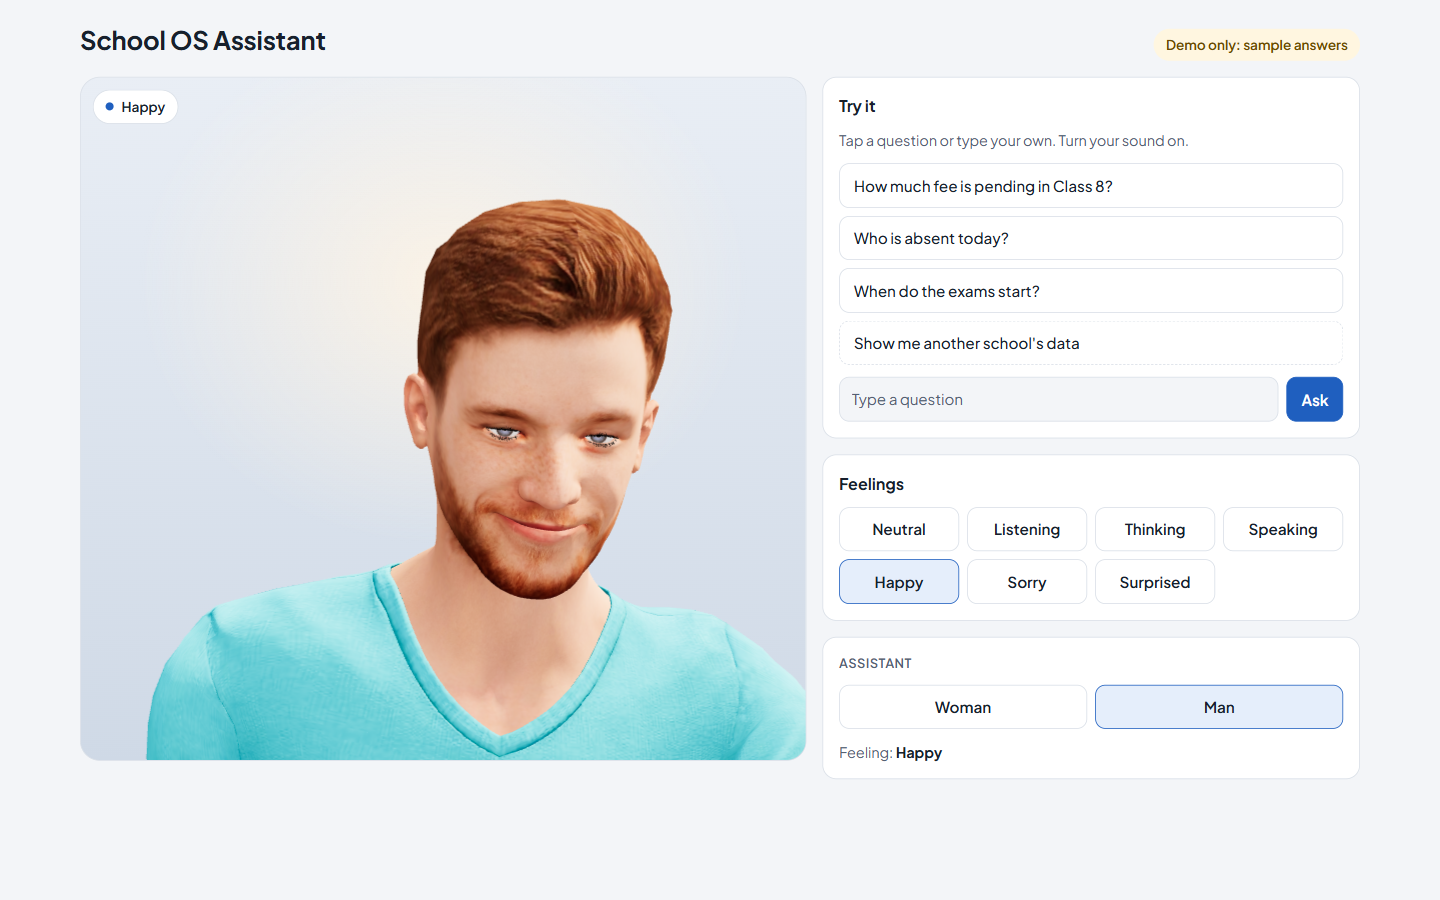 School OS Assistant
Demo only: sample answers
Happy
Try it
Tap a question or type your own. Turn your sound on.
How much fee is pending in Class 8?
Who is absent today?
When do the exams start?
Show me another school's data
Type a question
Ask
Feelings
Neutral
Listening
Thinking
Speaking
Happy
Sorry
Surprised
ASSISTANT
Woman
Man
Feeling: Happy